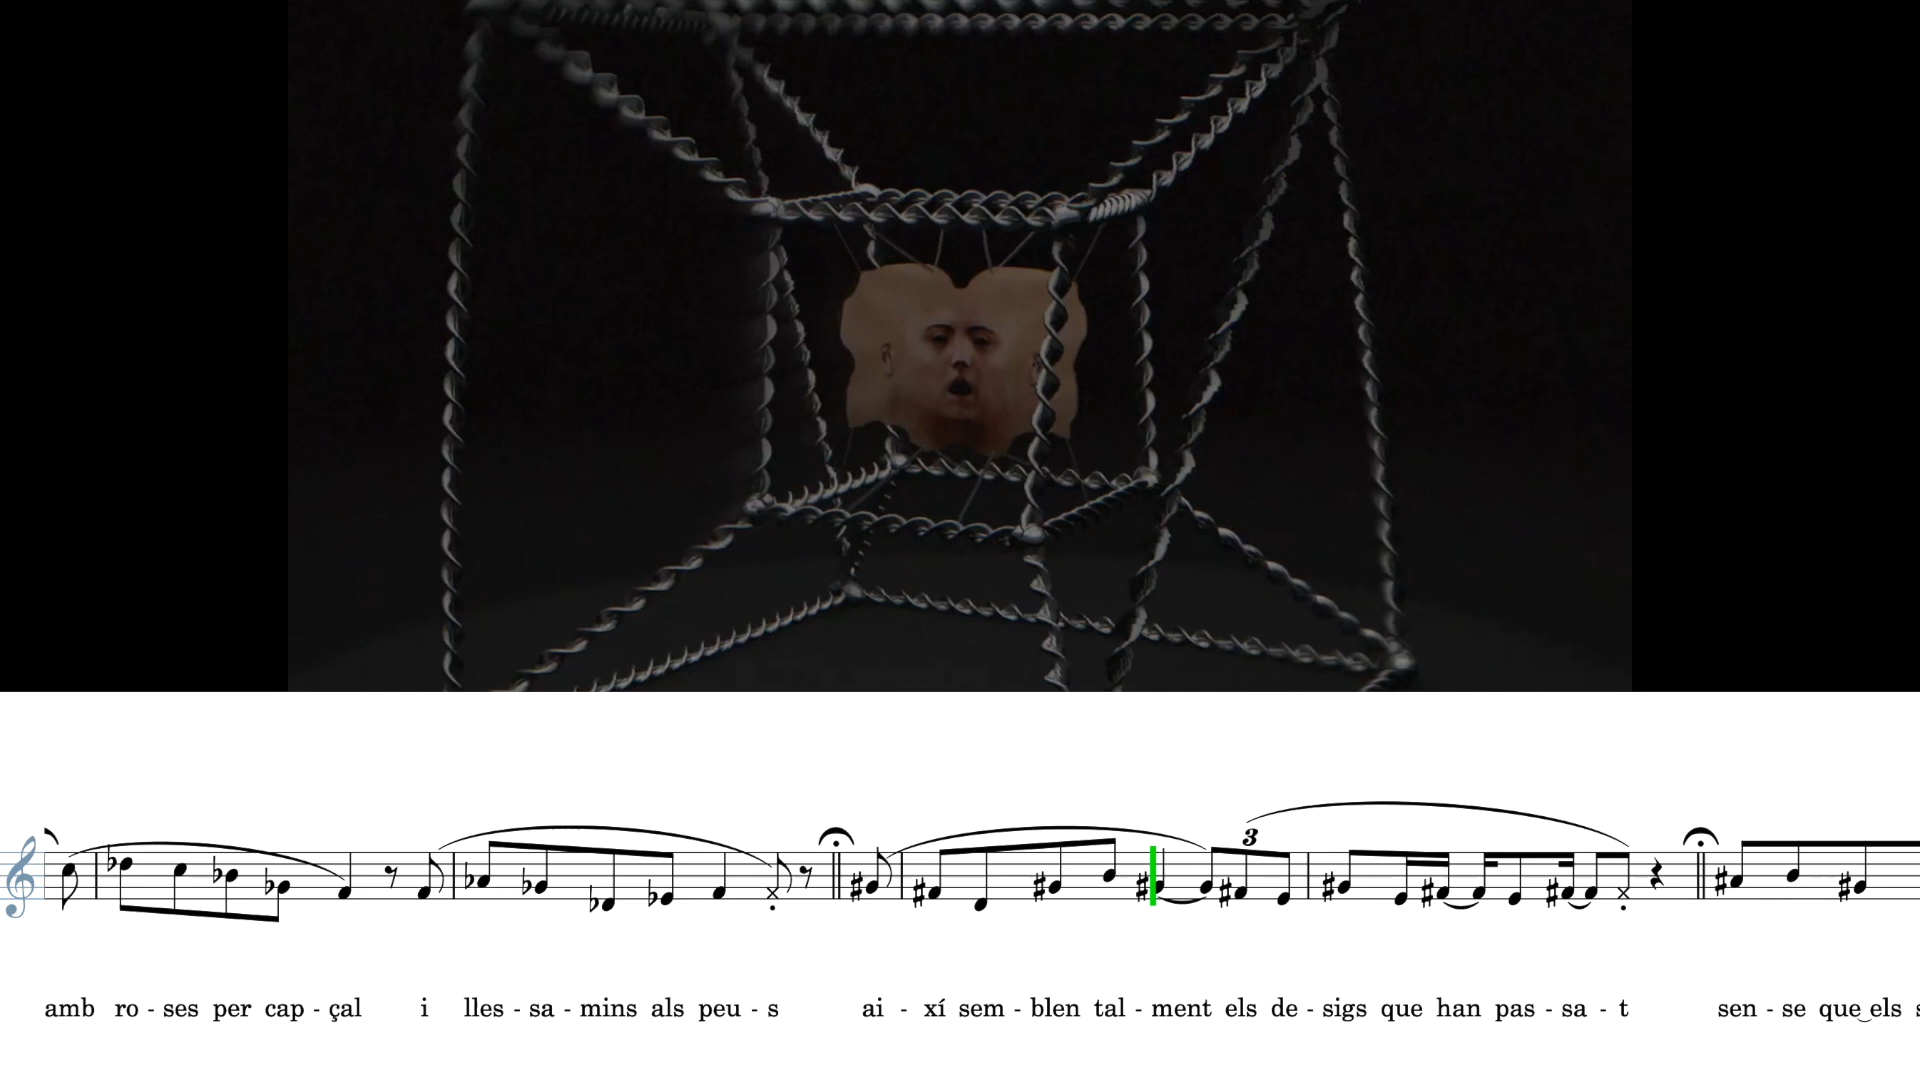 3
amb ro - ses per cap - çal i lles - sa - mins als peu - s ai - xí sem - blen tal - ment els de - sigs que han pas - sa - t sen - se que‿els